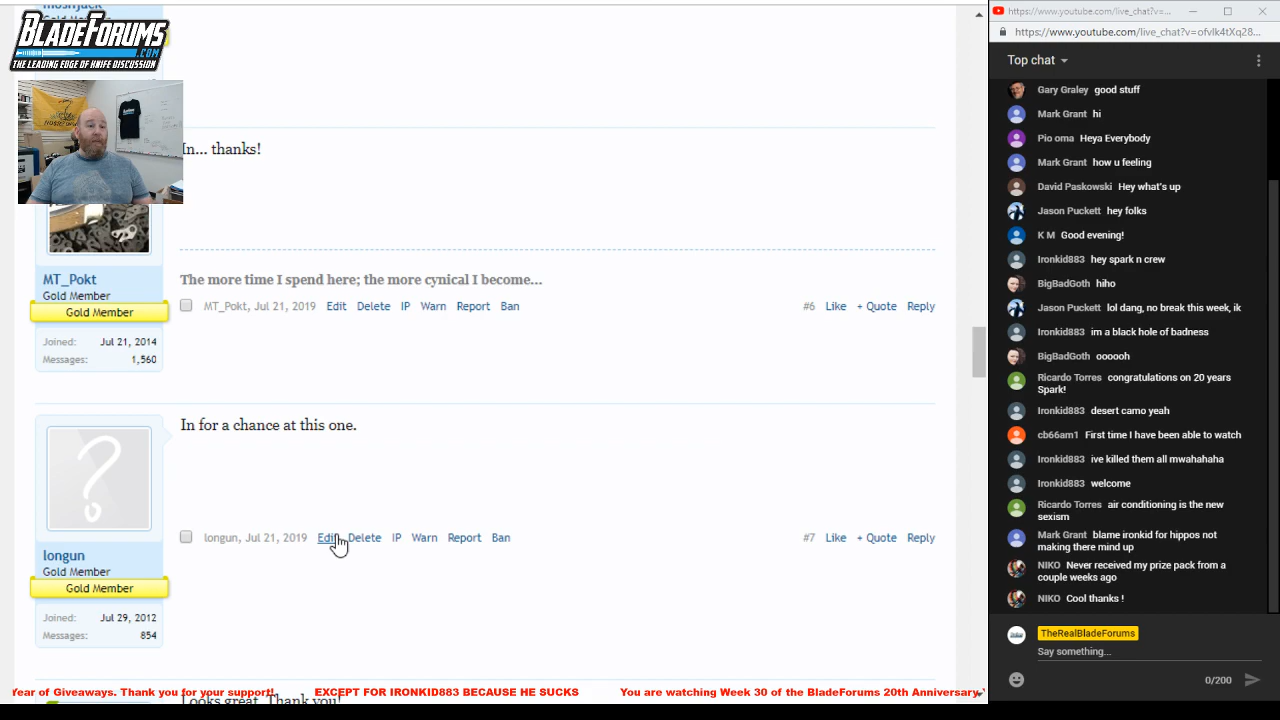 moshjack
Gold Member
BLADEFORUMS
.COM
THE LEADING EDGE OF KNIFE DISCUSSION
In... thanks!
The more time I spend here; the more cynical I become...
MT_Pokt
Gold Member
Gold Member
Joined: Jul 21, 2014
Messages: 1,560
MT_Pokt, Jul 21, 2019 Edit Delete IP Warn Report Ban #6 Like + Quote Reply
In for a chance at this one.
longun
Gold Member
Gold Member
Joined: Jul 29, 2012
Messages: 854
longun, Jul 21, 2019 Edit Delete IP Warn Report Ban #7 Like + Quote Reply
Looks great. Thank you!
Year of Giveaways. Thank you for your support! EXCEPT FOR IRONKID883 BECAUSE HE SUCKS You are watching Week 30 of the BladeForums 20th Anniversary
https://www.youtube.com/live_chat?v=...
https://www.youtube.com/live_chat?v=ofvlk4tXq28...
Top chat
Gary Graley good stuff
Mark Grant hi
Pio oma Heya Everybody
Mark Grant how u feeling
David Paskowski Hey what's up
Jason Puckett hey folks
K M Good evening!
Ironkid883 hey spark n crew
BigBadGoth hiho
Jason Puckett lol dang, no break this week, ik
Ironkid883 im a black hole of badness
BigBadGoth oooooh
Ricardo Torres congratulations on 20 years
Spark!
Ironkid883 desert camo yeah
cb66am1 First time I have been able to watch
Ironkid883 ive killed them all mwahahaha
Ironkid883 welcome
Ricardo Torres air conditioning is the new
sexism
Mark Grant blame ironkid for hippos not
making there mind up
NIKO Never received my prize pack from a
couple weeks ago
NIKO Cool thanks !
TheRealBladeForums
Say something...
0/200